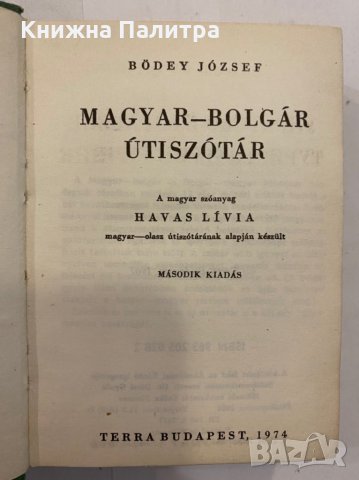 Книжна Палитра
BÖDEY JÓZSEF
MAGYAR–BOLGÁR
ÚTISZÓTÁR
A magyar szóanyag
HAVAS LÍVIA
magyar—olasz útiszótárának alapján készült
MÁSODIK KIADÁS
TERRA BUDAPEST, 1974
BAZAR